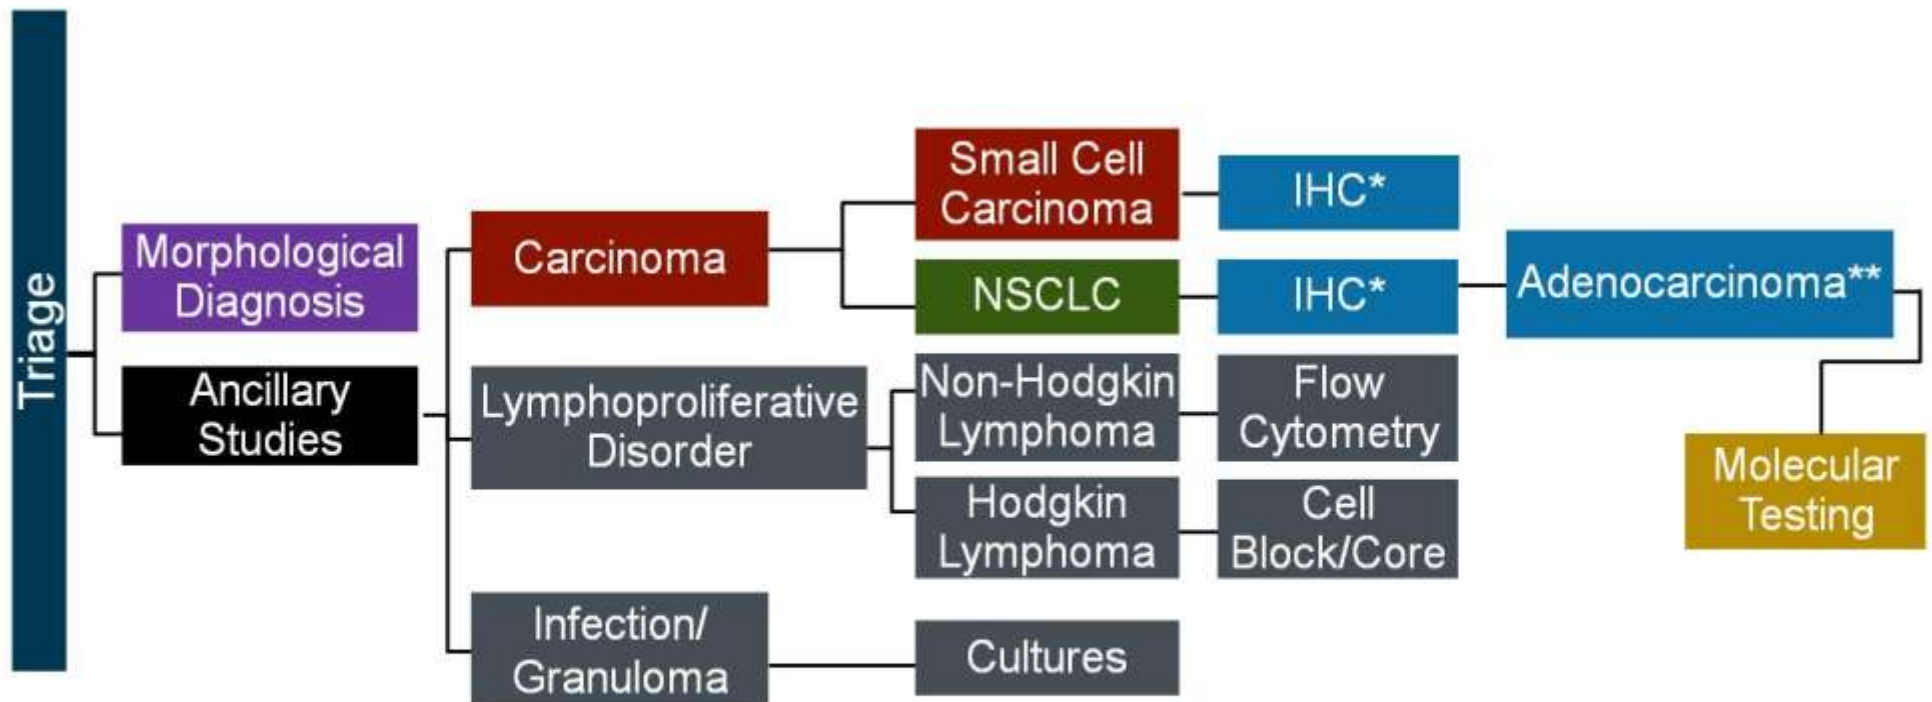 Triage
Morphological
Diagnosis
Ancillary
Studies
Carcinoma
Lymphoproliferative
Disorder
Infection/
Granuloma
Small Cell
Carcinoma
NSCLC
Non-Hodgkin
Lymphoma
Hodgkin
Lymphoma
Cultures
IHC*
IHC*
Flow
Cytometry
Cell
Block/Core
Adenocarcinoma**
Molecular
Testing